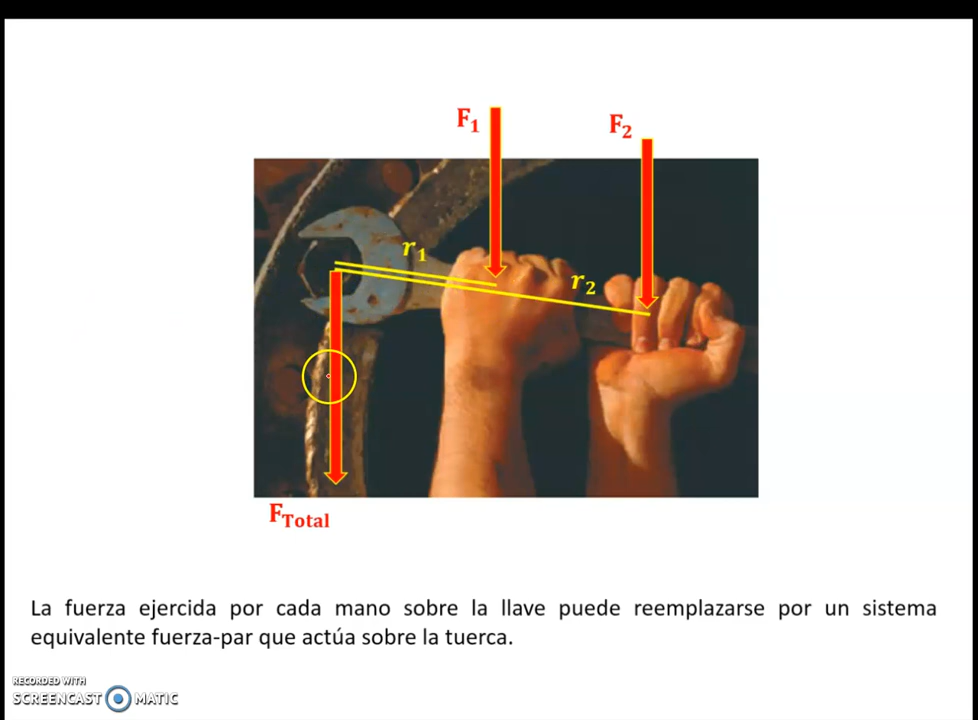 F₁
F₂
r₁
r₂
F_Total
La fuerza ejercida por cada mano sobre la llave puede reemplazarse por un sistema
equivalente fuerza-par que actúa sobre la tuerca.
RECORDED WITH
SCREENCAST MATIC